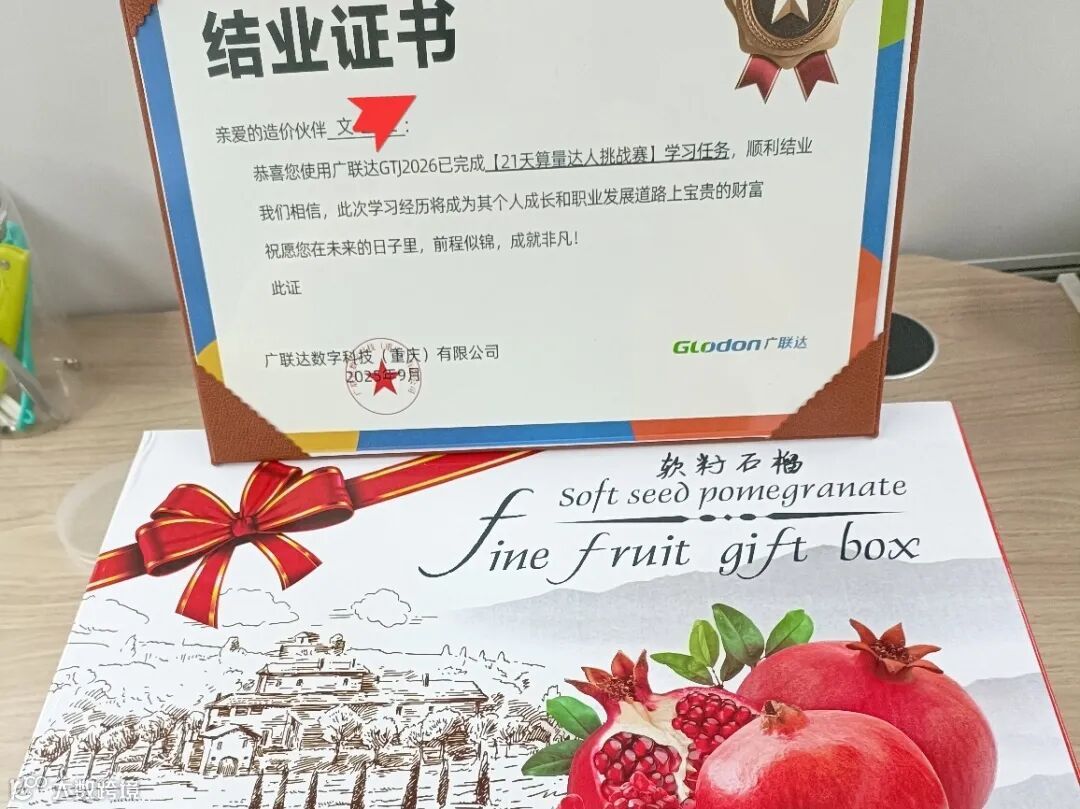 结业证书
亲爱的造价伙伴 文 :
恭喜您使用广联达GTJ2026已完成【21天算量达人挑战赛】学习任务，顺利结业
我们相信，此次学习经历将成为其个人成长和职业发展道路上宝贵的财富
祝愿您在未来的日子里，前程似锦，成就非凡！
此证
广联达数字科技（重庆）有限公司
2025年9月
GLodon广联达
软籽石榴
Soft seed pomegranate
fine fruit gift box
大数跨境